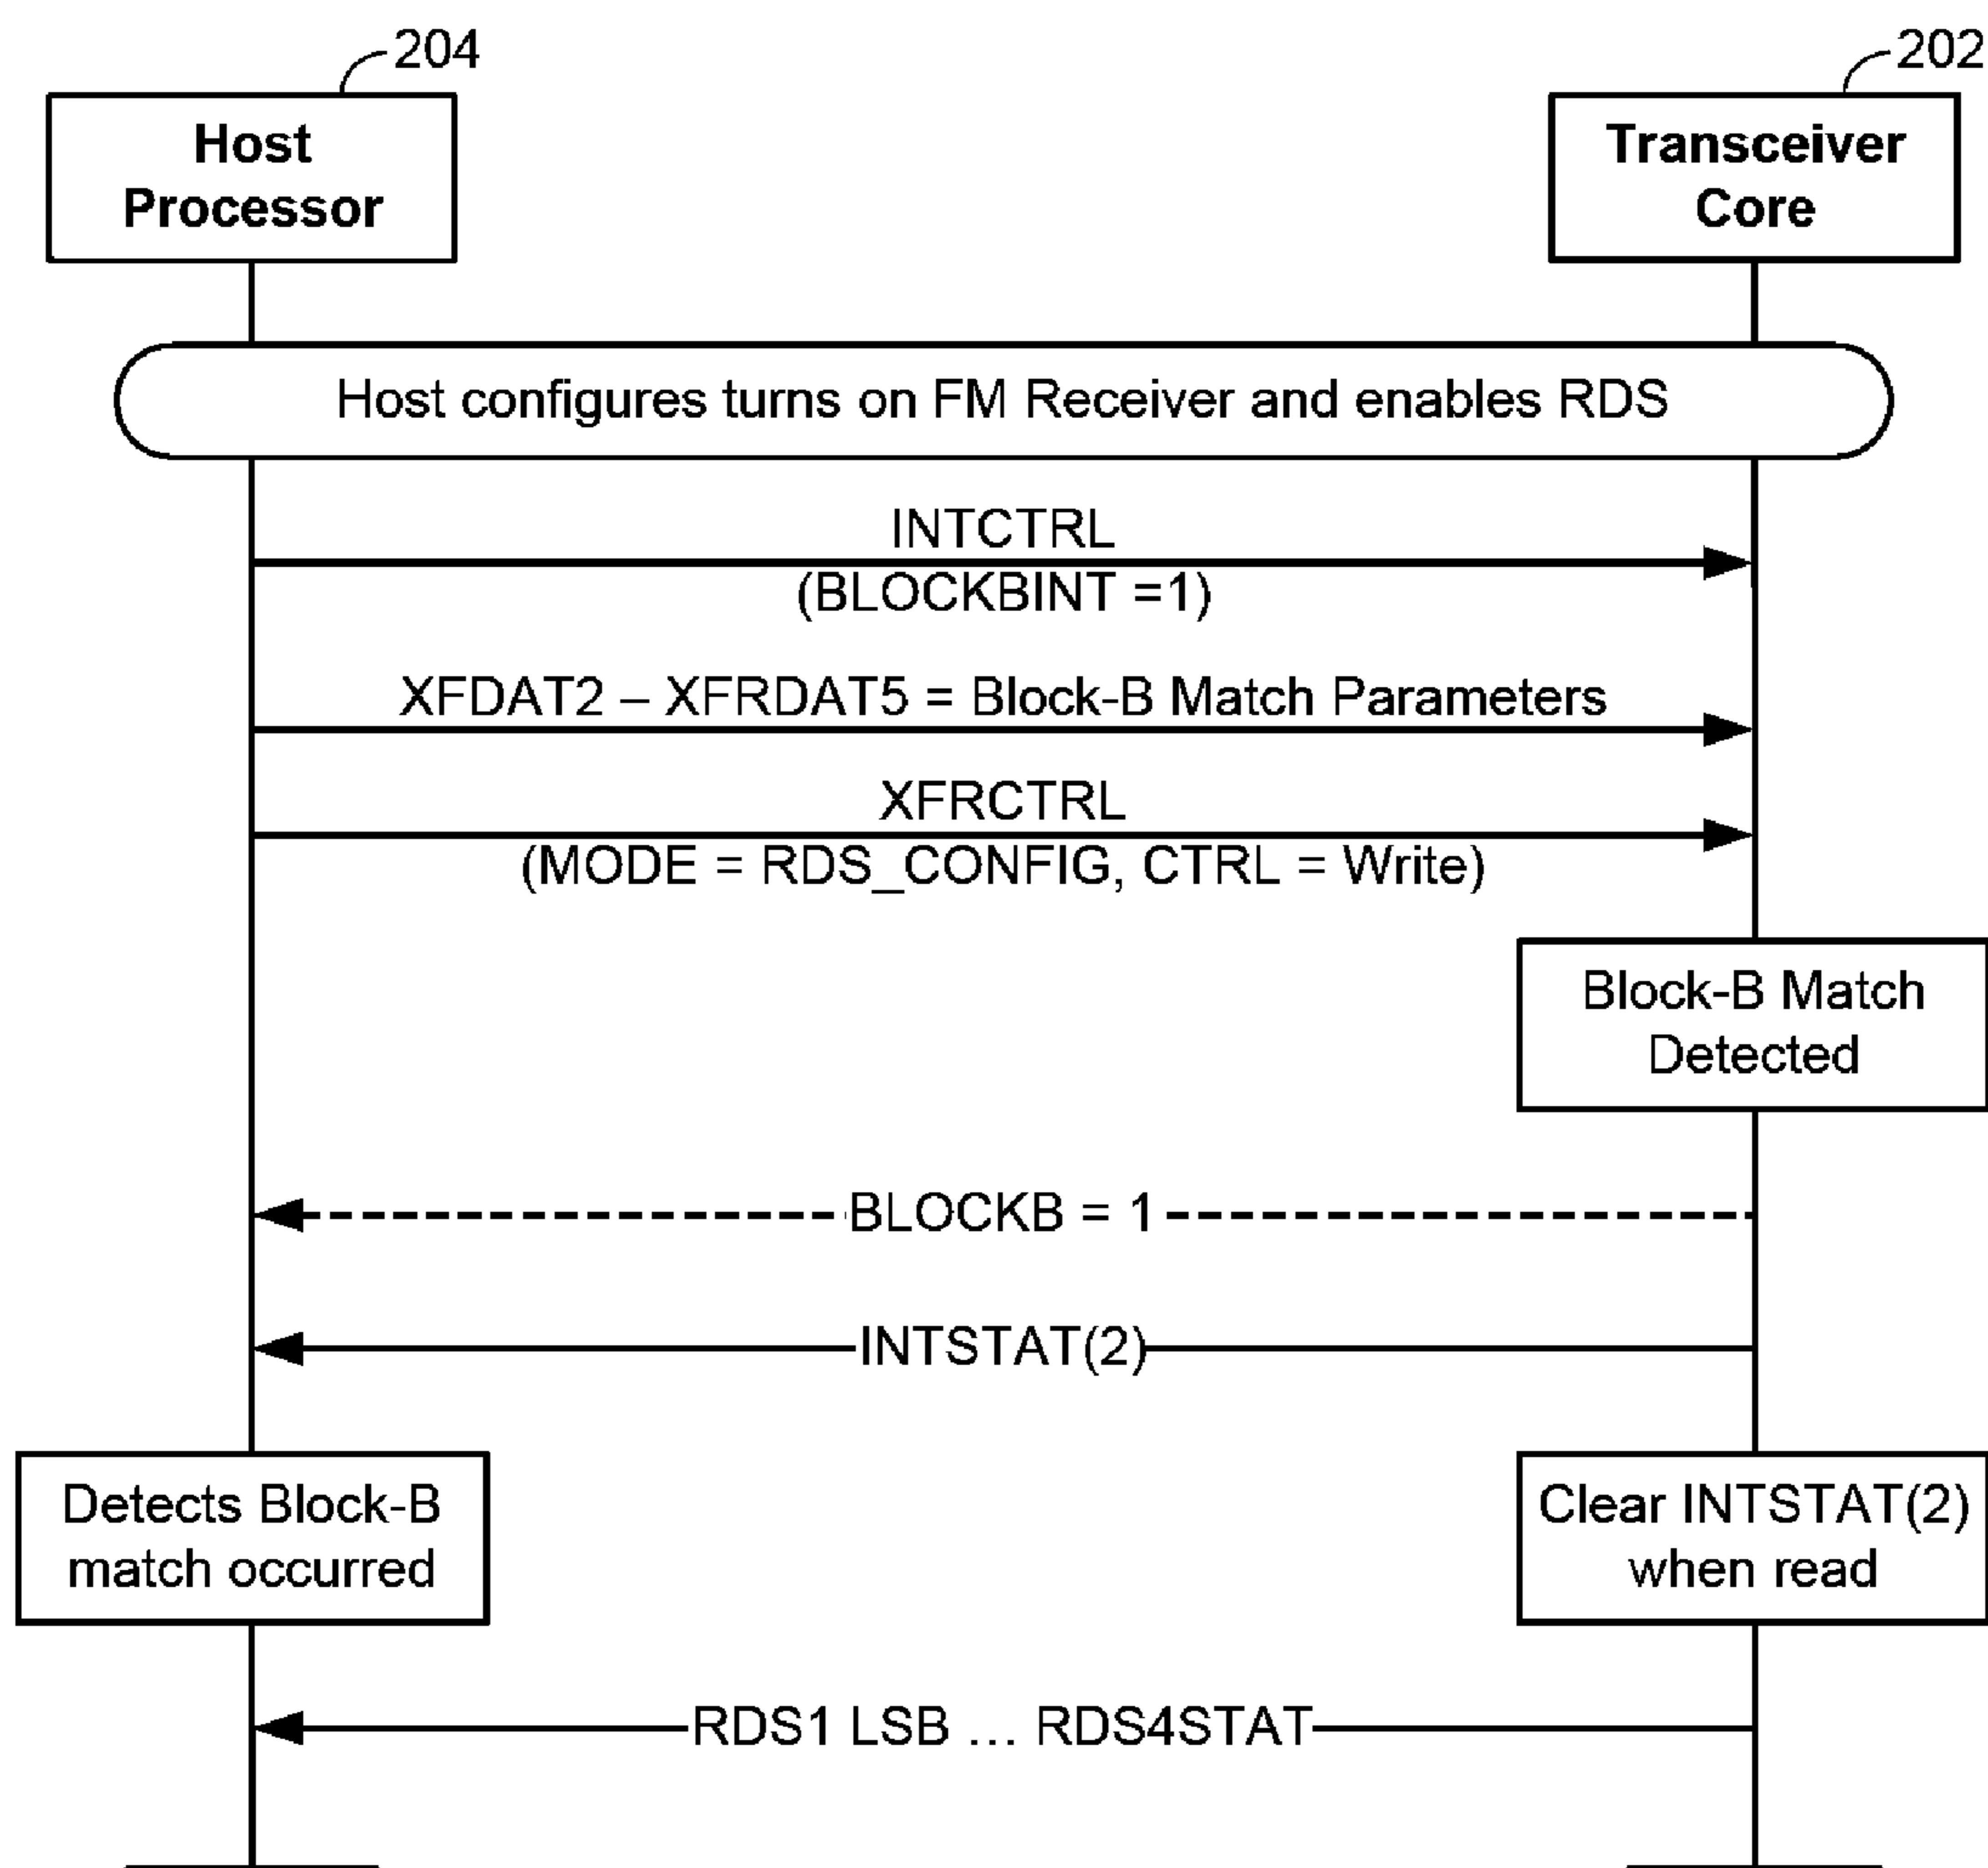 204
202
Host
Processor
Transceiver
Core
Host configures turns on FM Receiver and enables RDS
INTCTRL
(BLOCKBINT =1)
XFDAT2 – XFRDAT5 = Block-B Match Parameters
XFRCTRL
(MODE = RDS_CONFIG, CTRL = Write)
Block-B Match
Detected
BLOCKB = 1
INTSTAT(2)
Detects Block-B
match occurred
Clear INTSTAT(2)
when read
RDS1 LSB ... RDS4STAT